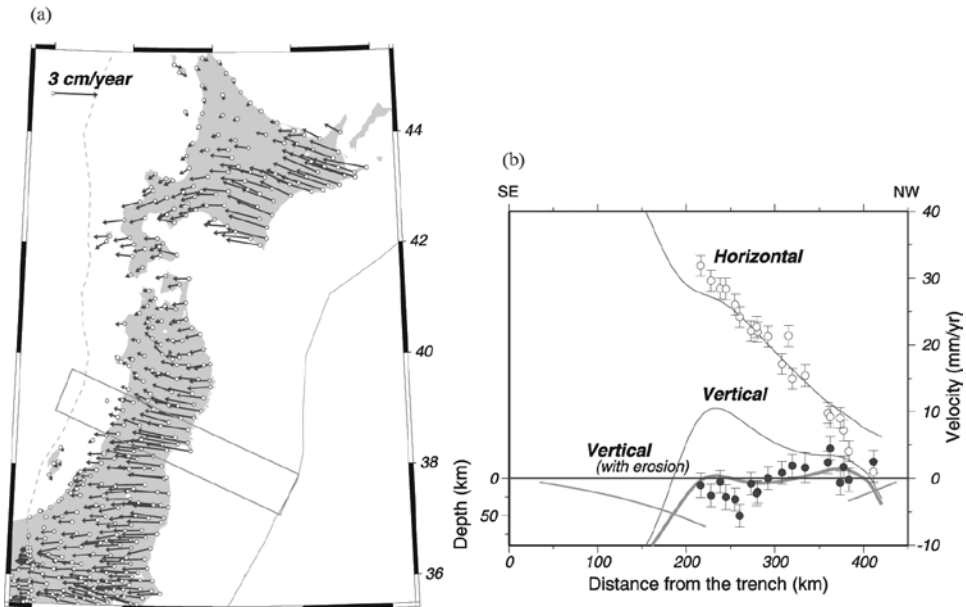 (a)
3 cm/year
44
42
40
38
36
(b)
SE
NW
Horizontal
Vertical
Vertical
(with erosion)
40
30
20
10
0
-10
Velocity (mm/yr)
0
50
Depth (km)
0 100 200 300 400
Distance from the trench (km)